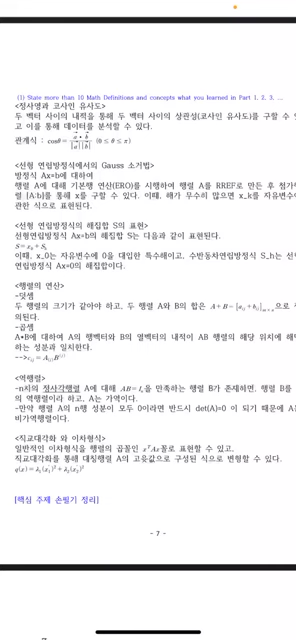 (1) State more than 10 Math Definitions and concepts what you learned in Part 1, 2, 3, ...
<정사영과 코사인 유사도>
두 벡터 사이의 내적을 통해 두 벡터 사이의 상관성(코사인 유사도)를 구할 수 있
고 이를 통해 데이터를 분석할 수 있다.
관계식 : cosθ = a • b / |a||b| (0 ≤ θ ≤ π)
<선형 연립방정식에서의 Gauss 소거법>
방정식 Ax=b에 대하여
행렬 A에 대해 기본행 연산(ERO)를 시행하여 행렬 A를 RREF로 만든 후 첨가행
렬 [A:b]를 통해 x를 구할 수 있다. 이때, 해가 무수히 많으면 x_k를 자유변수에
관한 식으로 표현된다.
<선형 연립방정식의 해집합 S의 표현>
선형연립방정식 Ax=b의 해집합 S는 다음과 같이 표현된다.
S = x₀ + Sₕ
이때, x_0는 자유변수에 0을 대입한 특수해이고, 수반동차연립방정식 S_h는 선형
연립방정식 Ax=0의 해집합이다.
<행렬의 연산>
-덧셈
두 행렬의 크기가 같아야 하고, 두 행렬 A와 B의 합은 A + B = [aᵢⱼ + bᵢⱼ]ₘ×ₙ으로 정
의된다.
-곱셈
A•B에 대하여 A의 행벡터와 B의 열벡터의 내적이 AB 행렬의 해당 위치에 해당
하는 성분과 일치한다.
-->cᵢⱼ = A₍ᵢ₎B⁽ʲ⁾
<역행렬>
-n차의 정사각행렬 A에 대해 AB = Iₙ을 만족하는 행렬 B가 존재하면, 행렬 B를 A
의 역행렬이라 하고, A는 가역이다.
-만약 행렬 A의 n행 성분이 모두 0이라면 반드시 det(A)=0 이 되기 때문에 A는
비가역행렬이다.
<직교대각화 와 이차형식>
일반적인 이차형식을 행렬의 곱꼴인 xᵀAx꼴로 표현할 수 있고,
직교대각화를 통해 대칭행렬 A의 고윳값으로 구성된 식으로 변형할 수 있다.
q(x) = λ₁(x₁)² + λ₂(x₂)²
[핵심 주제 손필기 정리]
- 7 -